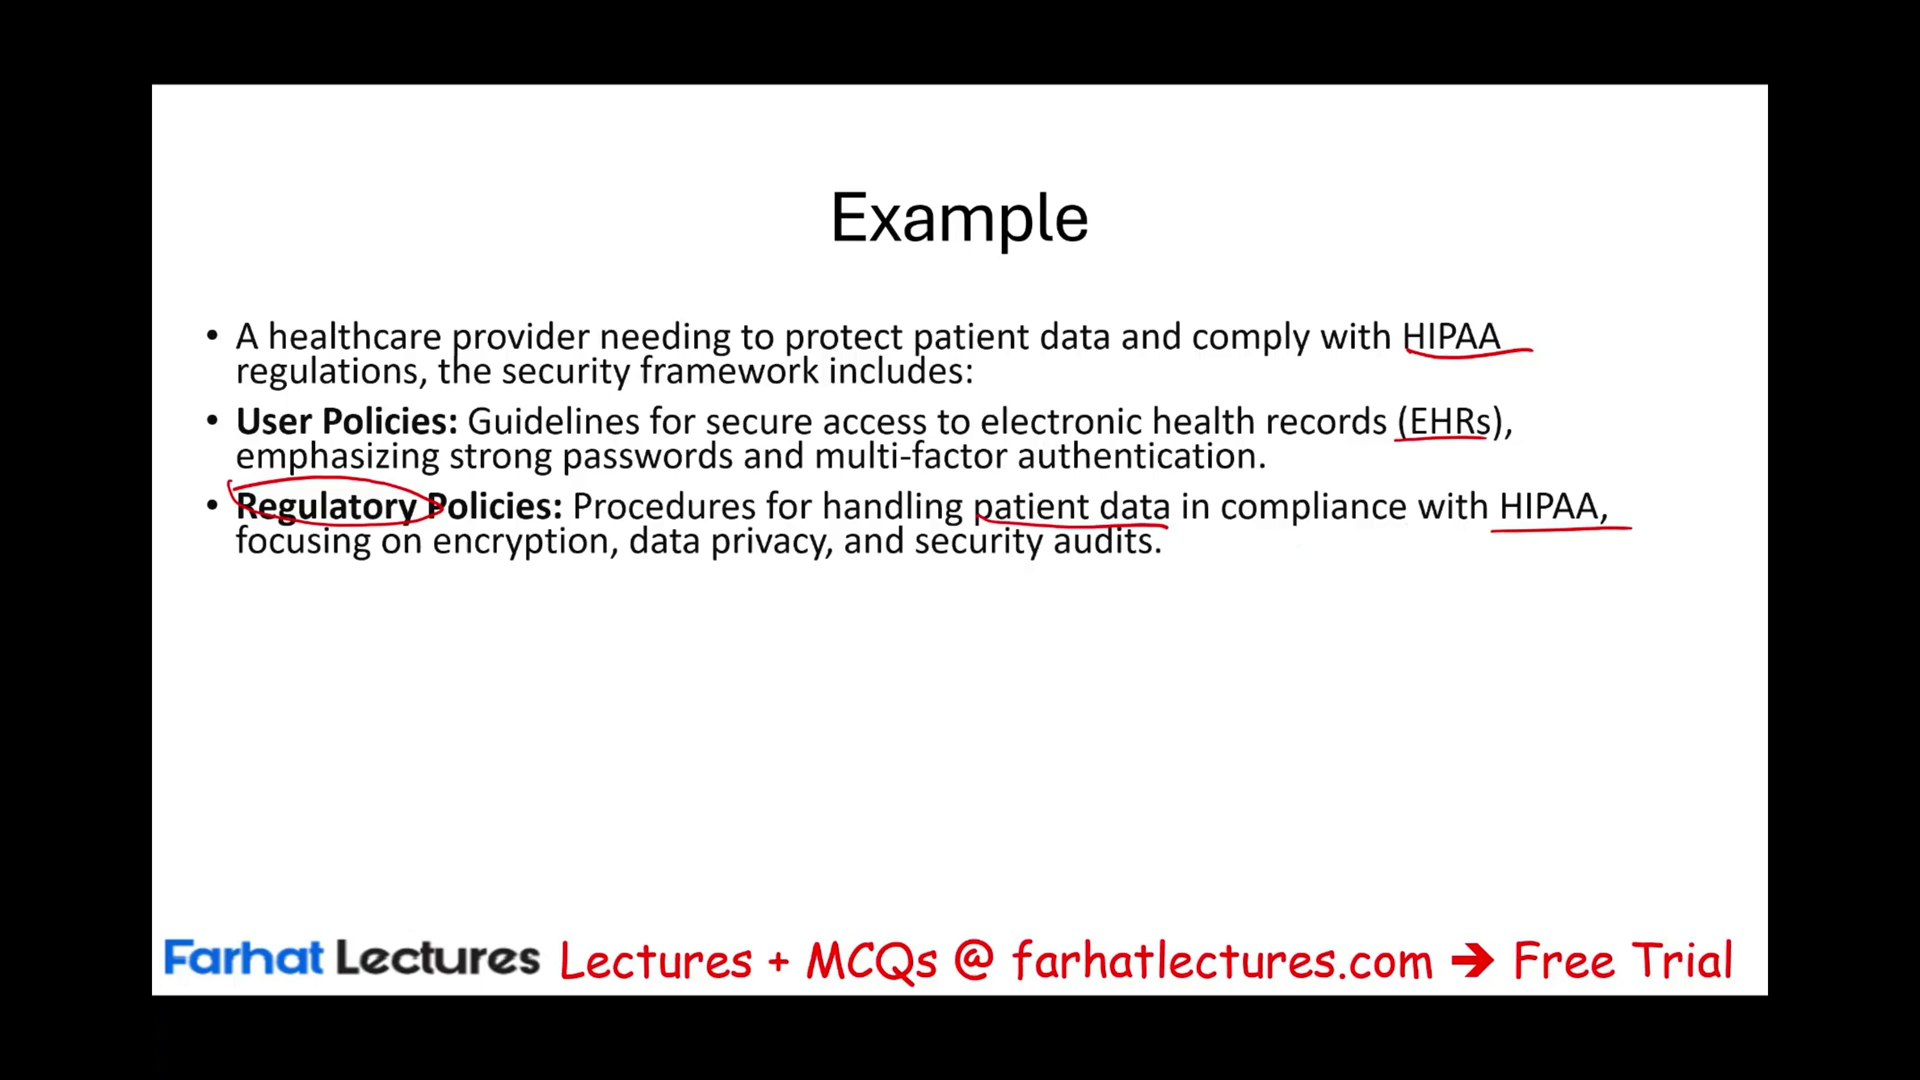 Example
• A healthcare provider needing to protect patient data and comply with HIPAA
regulations, the security framework includes:
• User Policies: Guidelines for secure access to electronic health records (EHRs),
emphasizing strong passwords and multi-factor authentication.
• Regulatory Policies: Procedures for handling patient data in compliance with HIPAA,
focusing on encryption, data privacy, and security audits.
Farhat Lectures Lectures + MCQs @ farhatlectures.com ➔ Free Trial